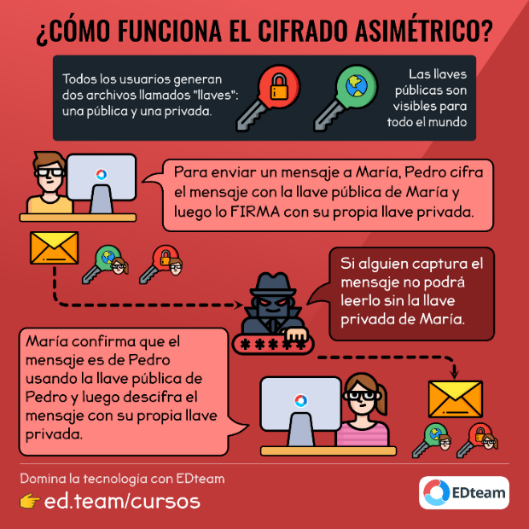 ¿CÓMO FUNCIONA EL CIFRADO ASIMÉTRICO?
Todos los usuarios generan
dos archivos llamados "llaves":
una pública y una privada.
Las llaves
públicas son
visibles para
todo el mundo
Para enviar un mensaje a María, Pedro cifra
el mensaje con la llave pública de María y
luego lo FIRMA con su propia llave privada.
Si alguien captura el
mensaje no podrá
leerlo sin la llave
privada de María.
María confirma que el
mensaje es de Pedro
usando la llave pública de
Pedro y luego descifra el
mensaje con su propia llave
privada.
Domina la tecnología con EDteam
ed.team/cursos
EDteam